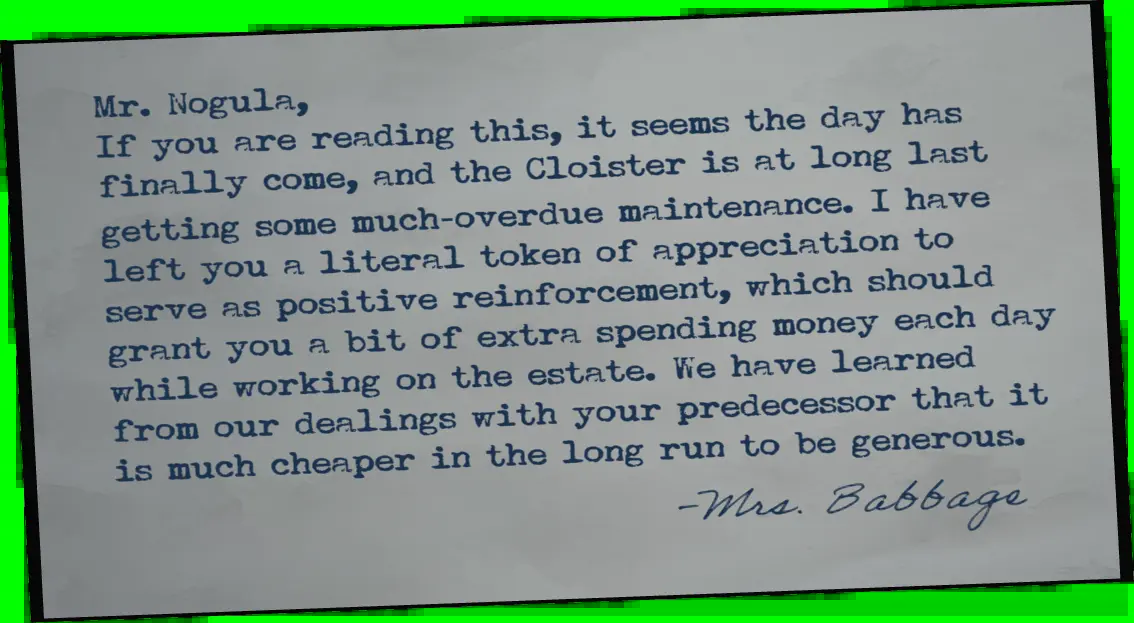 Mr. Nogula,
If you are reading this, it seems the day has
finally come, and the Cloister is at long last
getting some much-overdue maintenance. I have
left you a literal token of appreciation to
serve as positive reinforcement, which should
grant you a bit of extra spending money each day
while working on the estate. We have learned
from our dealings with your predecessor that it
is much cheaper in the long run to be generous.
-Mrs. Babbage